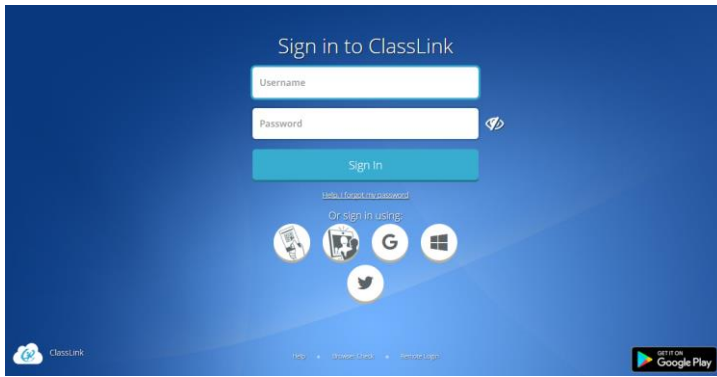 Sign in to ClassLink
Username
Password
Sign In
Help, I forgot my password
Or sign in using:
G
ClassLink
Help • Browser Check • Remote Login
GET IT ON
Google Play